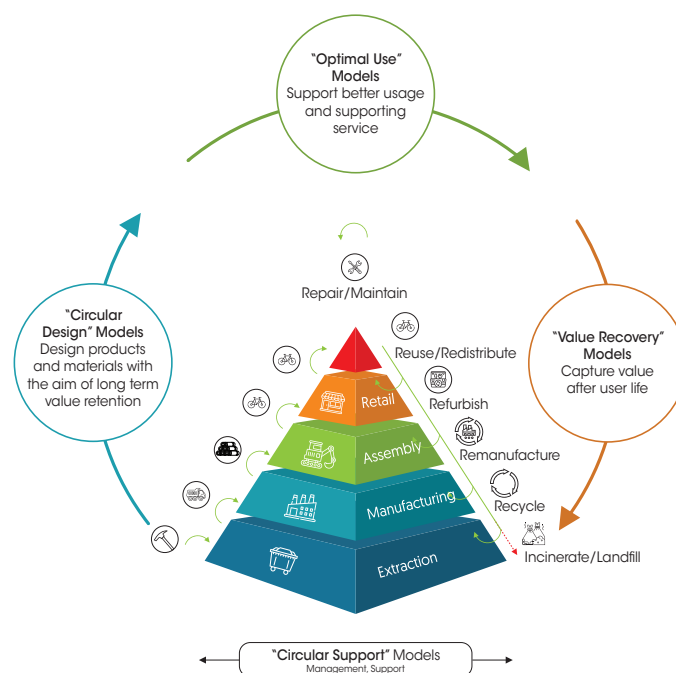 "Optimal Use"
Models
Support better usage
and supporting
service
"Circular
Design" Models
Design products
and materials with
the aim of long term
value retention
"Value Recovery"
Models
Capture value
after user life
Repair/Maintain
Reuse/Redistribute
Refurbish
Remanufacture
Recycle
Incinerate/Landfill
Retail
Assembly
Manufacturing
Extraction
"Circular Support" Models
Management, Support